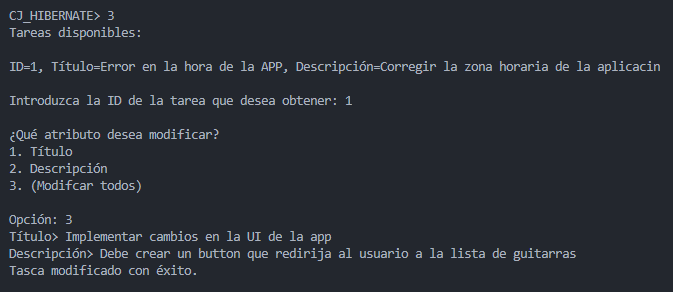 CJ_HIBERNATE> 3
Tareas disponibles:
ID=1, Título=Error en la hora de la APP, Descripción=Corregir la zona horaria de la aplicacin
Introduzca la ID de la tarea que desea obtener: 1
¿Qué atributo desea modificar?
1. Título
2. Descripción
3. (Modifcar todos)
Opción: 3
Título> Implementar cambios en la UI de la app
Descripción> Debe crear un button que redirija al usuario a la lista de guitarras
Tasca modificado con éxito.